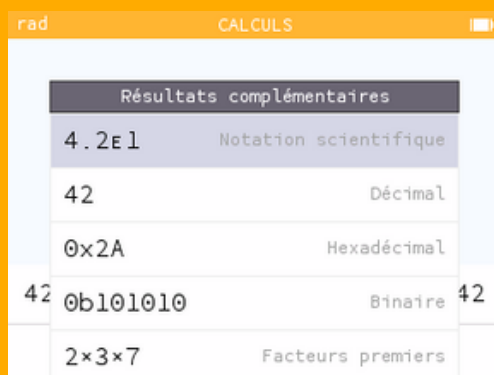 rad CALCULS
Résultats complémentaires
4.2ᴇ1 Notation scientifique
42 Décimal
0x2A Hexadécimal
42 42
0b101010 Binaire
2×3×7 Facteurs premiers